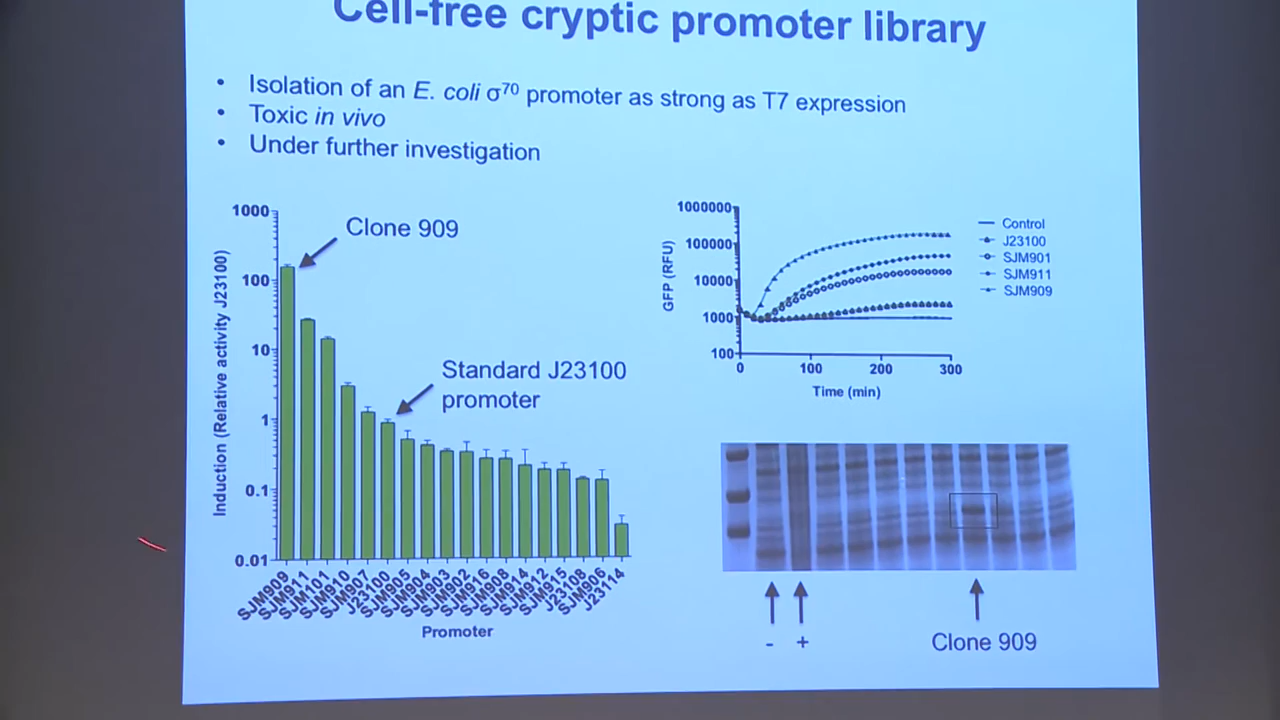 Cell-free cryptic promoter library
• Isolation of an E. coli σ70 promoter as strong as T7 expression
• Toxic in vivo
• Under further investigation
Induction (Relative activity J23100)
1000
100
10
1
0.1
0.01
Clone 909
Standard J23100
promoter
SJM909
SJM911
SJM101
SJM910
SJM907
J23100
SJM905
SJM904
SJM903
SJM902
SJM916
SJM908
SJM914
SJM912
SJM915
J23108
SJM906
J23114
Promoter
GFP (RFU)
1000000
100000
10000
1000
100
0
100
200
300
Time (min)
Control
J23100
SJM901
SJM911
SJM909
-
+
Clone 909